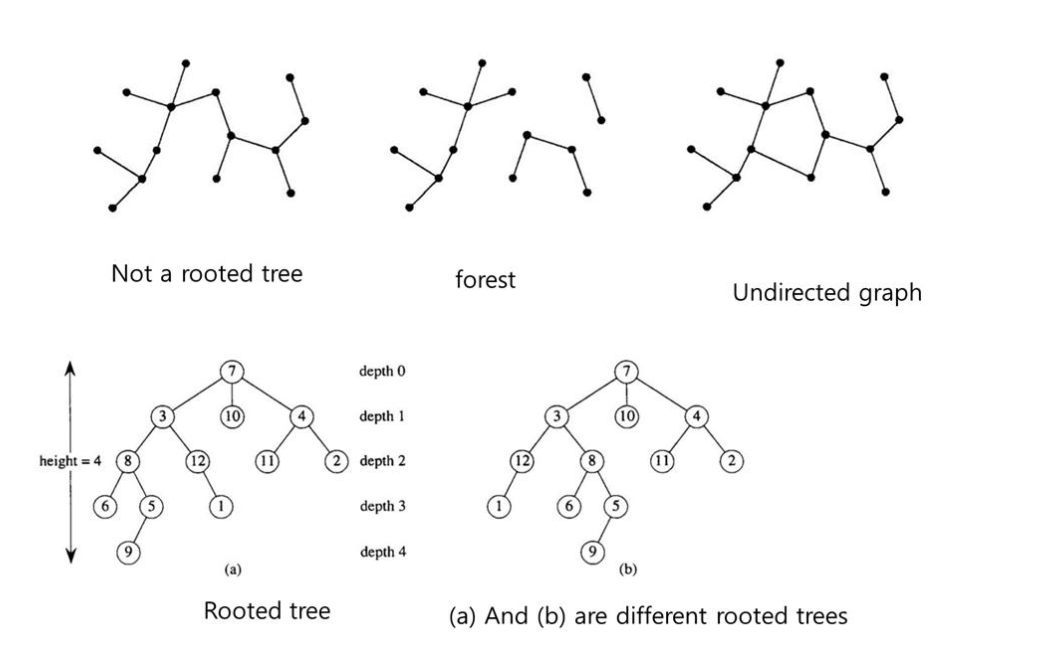 Not a rooted tree
forest
Undirected graph
7 depth 0 7
3 10 4 depth 1 3 10 4
height = 4 8 12 11 2 depth 2 12 8 11 2
6 5 1 depth 3 1 6 5
9 depth 4 9
(a) (b)
Rooted tree
(a) And (b) are different rooted trees